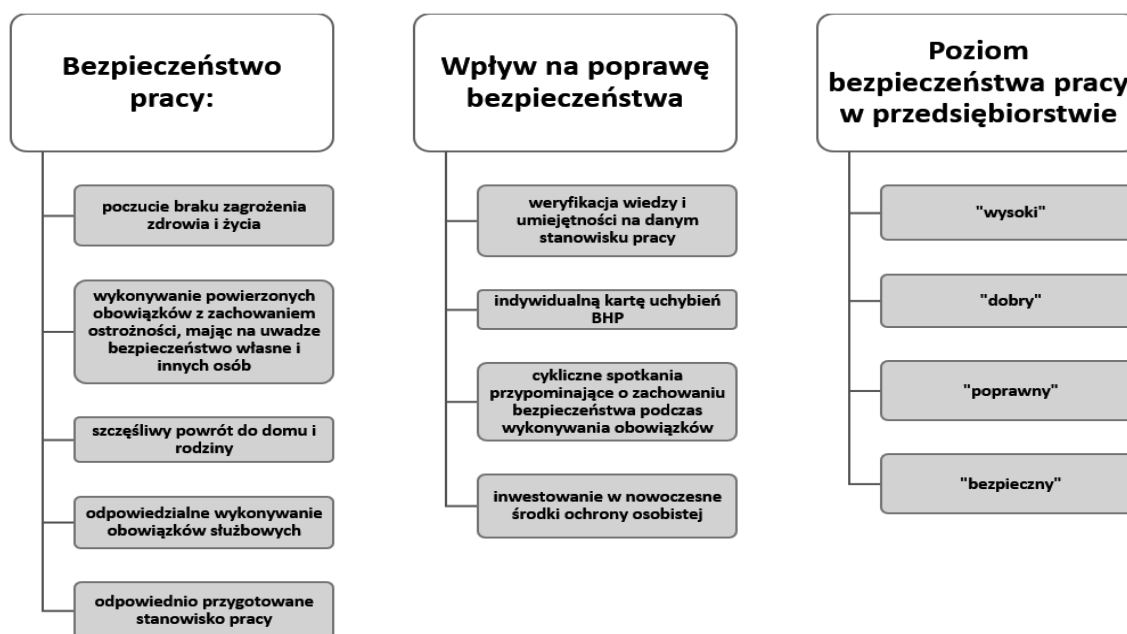 Bezpieczeństwo
pracy:
poczucie braku zagrożenia
zdrowia i życia
wykonywanie powierzonych
obowiązków z zachowaniem
ostrożności, mając na uwadze
bezpieczeństwo własne i
innych osób
szczęśliwy powrót do domu i
rodziny
odpowiedzialne wykonywanie
obowiązków służbowych
odpowiednio przygotowane
stanowisko pracy
Wpływ na poprawę
bezpieczeństwa
weryfikacja wiedzy i
umiejętności na danym
stanowisku pracy
indywidualną kartę uchybień
BHP
cykliczne spotkania
przypominające o zachowaniu
bezpieczeństwa podczas
wykonywania obowiązków
inwestowanie w nowoczesne
środki ochrony osobistej
Poziom
bezpieczeństwa pracy
w przedsiębiorstwie
"wysoki"
"dobry"
"poprawny"
"bezpieczny"